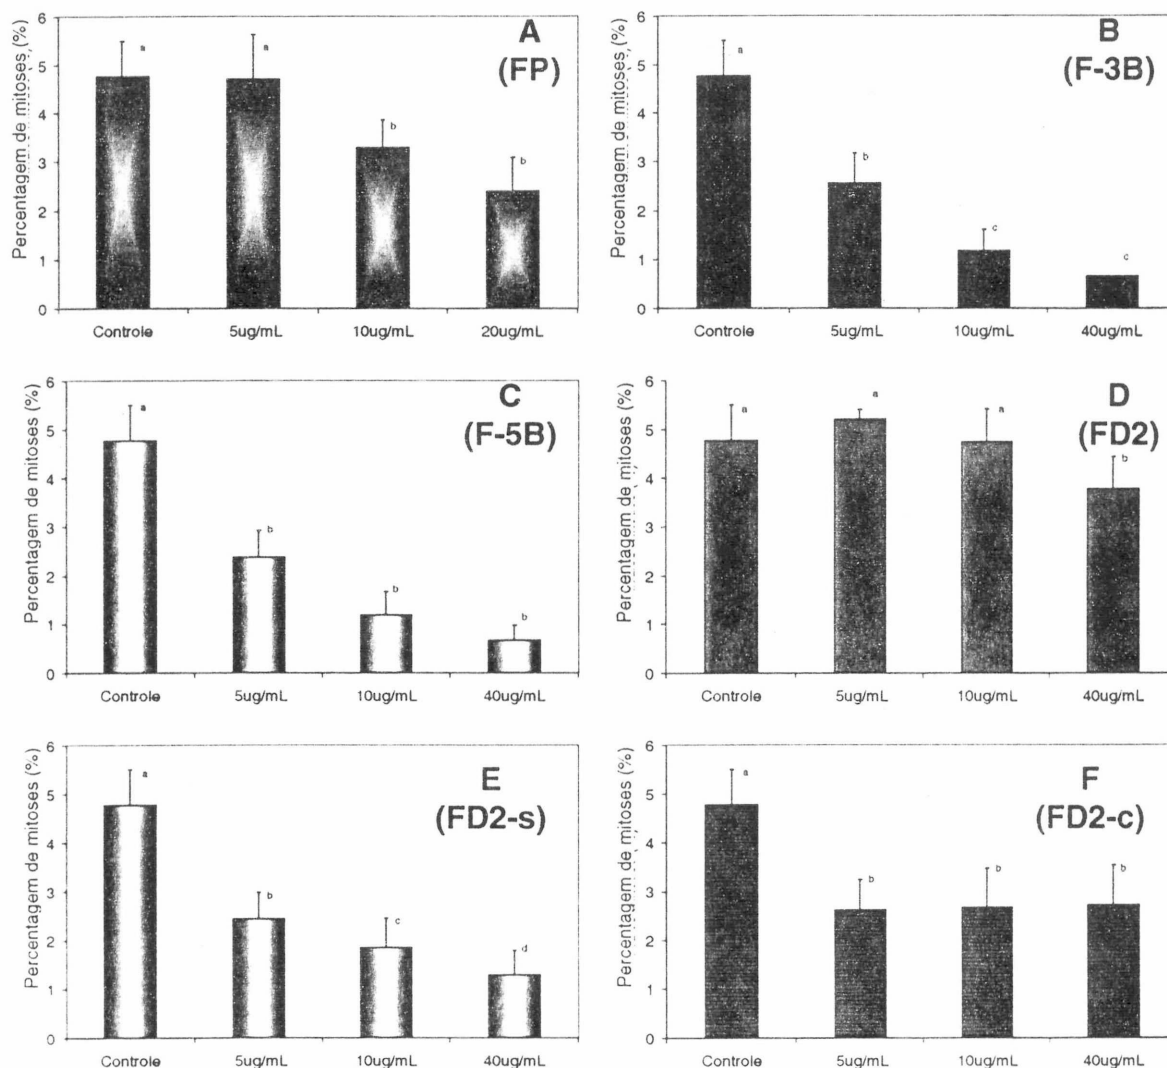 Percentagem de mitoses (%)
6
5
4
3
2
1
0
a
a
b
b
A
(FP)
Controle
5ug/mL
10ug/mL
20ug/mL
Percentagem de mitoses (%)
6
5
4
3
2
1
0
a
b
c
c
B
(F-3B)
Controle
5ug/mL
10ug/mL
40ug/mL
Percentagem de mitoses (%)
6
5
4
3
2
1
0
a
b
b
b
C
(F-5B)
Controle
5ug/mL
10ug/mL
40ug/mL
Percentagem de mitoses (%)
6
5
4
3
2
1
0
a
a
a
b
D
(FD2)
Controle
5ug/mL
10ug/mL
40ug/mL
Percentagem de mitoses (%)
6
5
4
3
2
1
0
a
b
c
d
E
(FD2-s)
Controle
5ug/mL
10ug/mL
40ug/mL
Percentagem de mitoses (%)
6
5
4
3
2
1
0
a
b
b
b
F
(FD2-c)
Controle
5ug/mL
10ug/mL
40ug/mL